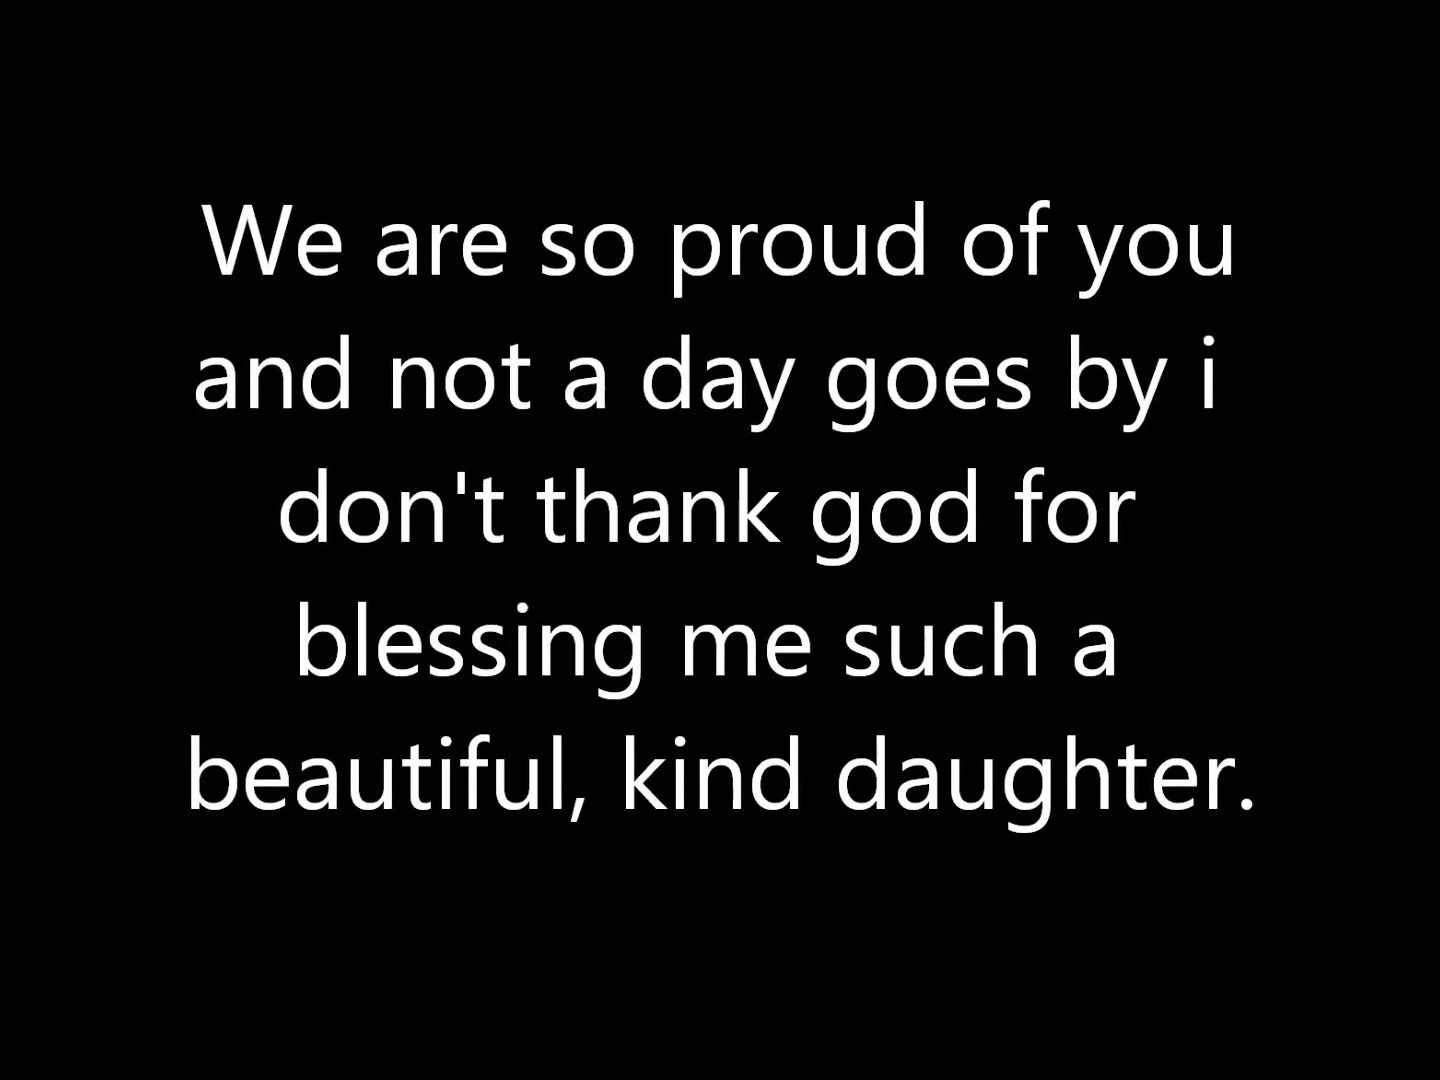 We are so proud of you
and not a day goes by i
don't thank god for
blessing me such a
beautiful, kind daughter.